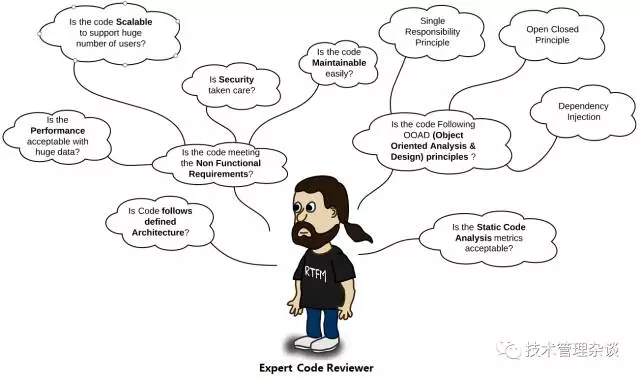 Is the code Scalable
to support huge
number of users?
Is Security
taken care?
Is the code
Maintainable
easily?
Single
Responsibility
Principle
Open Closed
Principle
Is the
Performance
acceptable with
huge data?
Is the code meeting
the Non Functional
Requirements?
Is the code Following
OOAD (Object
Oriented Analysis &
Design) principles ?
Dependency
Injection
Is Code follows
defined
Architecture?
Is the Static Code
Analysis metrics
acceptable?
RTFM
Expert Code Reviewer
技术管理杂谈